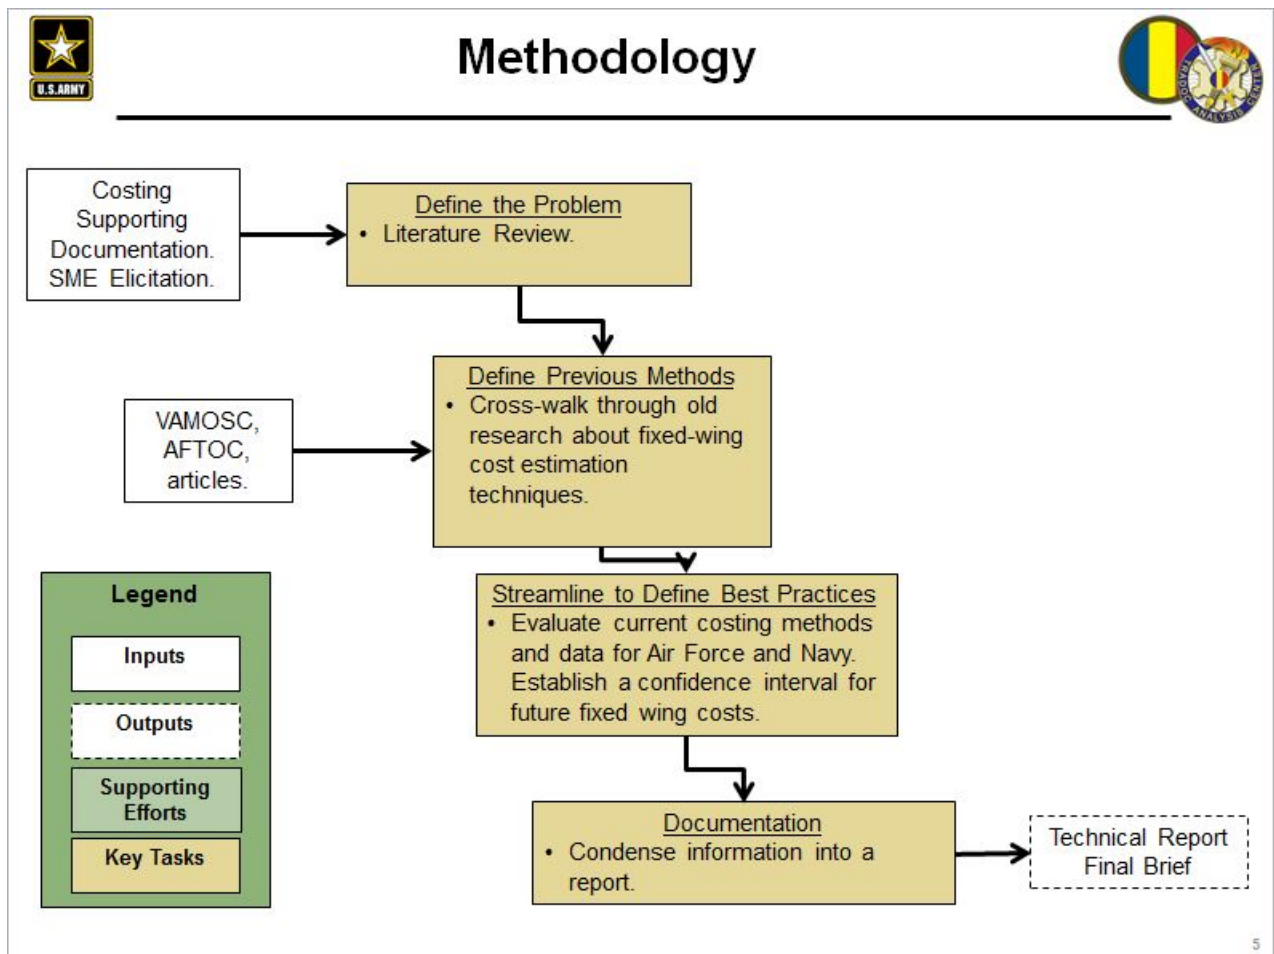 Methodology
U.S.ARMY
TRADOC ANALYSIS CENTER
Costing
Supporting
Documentation.
SME Elicitation.
Define the Problem
• Literature Review.
VAMOSC,
AFTOC,
articles.
Define Previous Methods
• Cross-walk through old
research about fixed-wing
cost estimation
techniques.
Streamline to Define Best Practices
• Evaluate current costing methods
and data for Air Force and Navy.
Establish a confidence interval for
future fixed wing costs.
Documentation
• Condense information into a
report.
Technical Report
Final Brief
Legend
Inputs
Outputs
Supporting
Efforts
Key Tasks
5